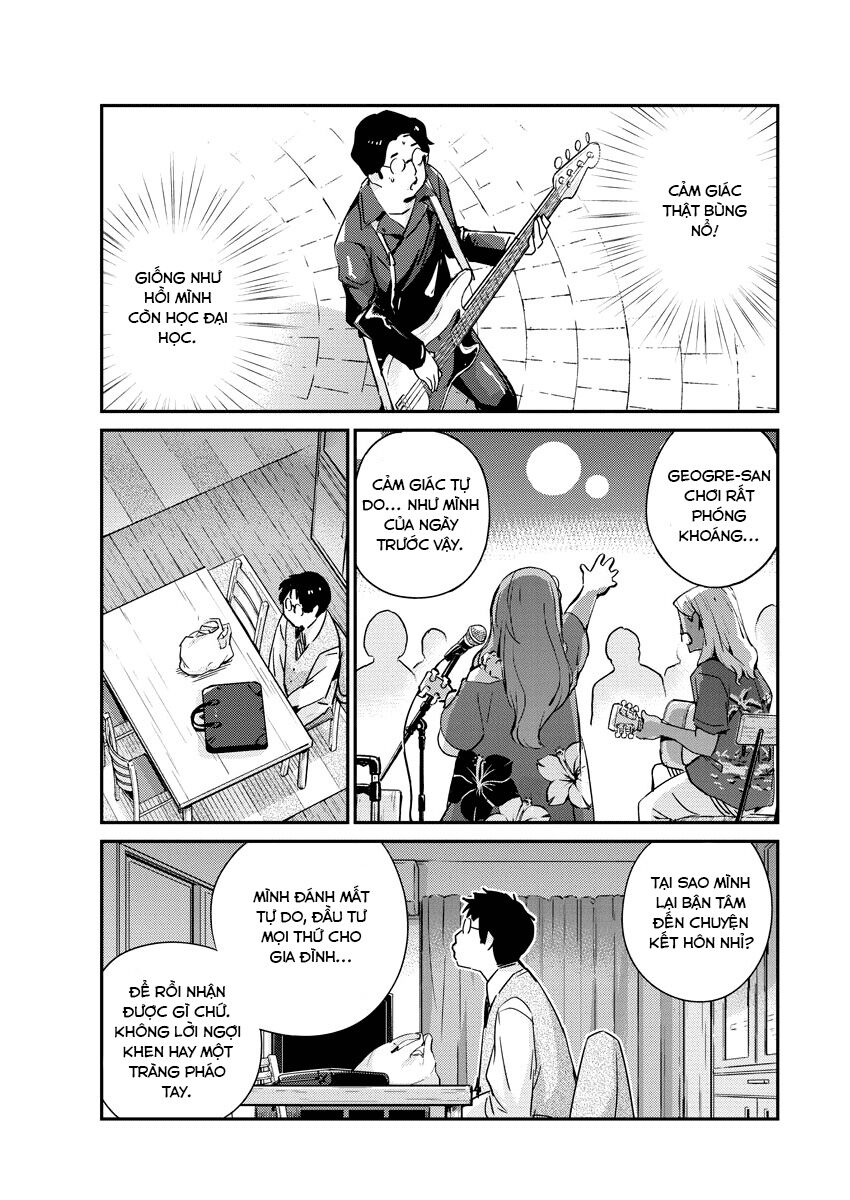 CẢM GIÁC
THẬT BÙNG
NỔ!
GIỐNG NHƯ
HỒI MÌNH
CÒN HỌC ĐẠI
HỌC.
GEOGRE-SAN
CHƠI RẤT
PHÓNG
KHOÁNG...
CẢM GIÁC TỰ
DO... NHƯ MÌNH
CỦA NGÀY
TRƯỚC VẬY.
TẠI SAO MÌNH
LẠI BẬN TÂM
ĐẾN CHUYỆN
KẾT HÔN NHỈ?
MÌNH ĐÁNH MẤT
TỰ DO, ĐẦU TƯ
MỌI THỨ CHO
GIA ĐÌNH...
ĐỂ RỒI NHẬN
ĐƯỢC GÌ CHỨ.
KHÔNG LỜI NGỢI
KHEN HAY MỘT
TRÀNG PHÁO
TAY.